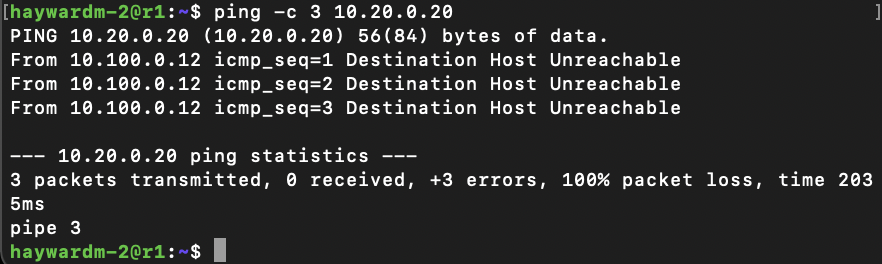 [haywardm-2@r1:~$ ping -c 3 10.20.0.20 ]
PING 10.20.0.20 (10.20.0.20) 56(84) bytes of data.
From 10.100.0.12 icmp_seq=1 Destination Host Unreachable
From 10.100.0.12 icmp_seq=2 Destination Host Unreachable
From 10.100.0.12 icmp_seq=3 Destination Host Unreachable

--- 10.20.0.20 ping statistics ---
3 packets transmitted, 0 received, +3 errors, 100% packet loss, time 203
5ms
pipe 3
haywardm-2@r1:~$